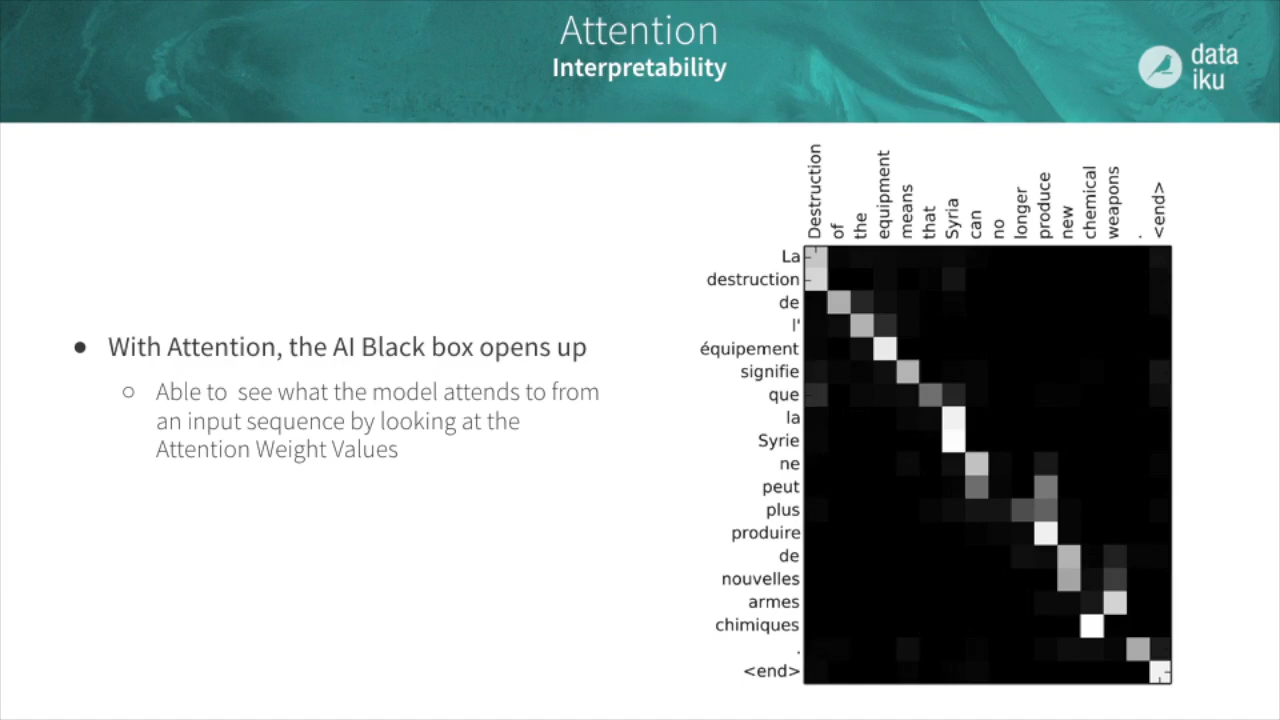 Attention
Interpretability
data
iku
● With Attention, the AI Black box opens up
○ Able to see what the model attends to from
an input sequence by looking at the
Attention Weight Values
Destruction
of
the
equipment
means
that
Syria
can
no
longer
produce
new
chemical
weapons
.
<end>
La
destruction
de
l'
équipement
signifie
que
la
Syrie
ne
peut
plus
produire
de
nouvelles
armes
chimiques
.
<end>